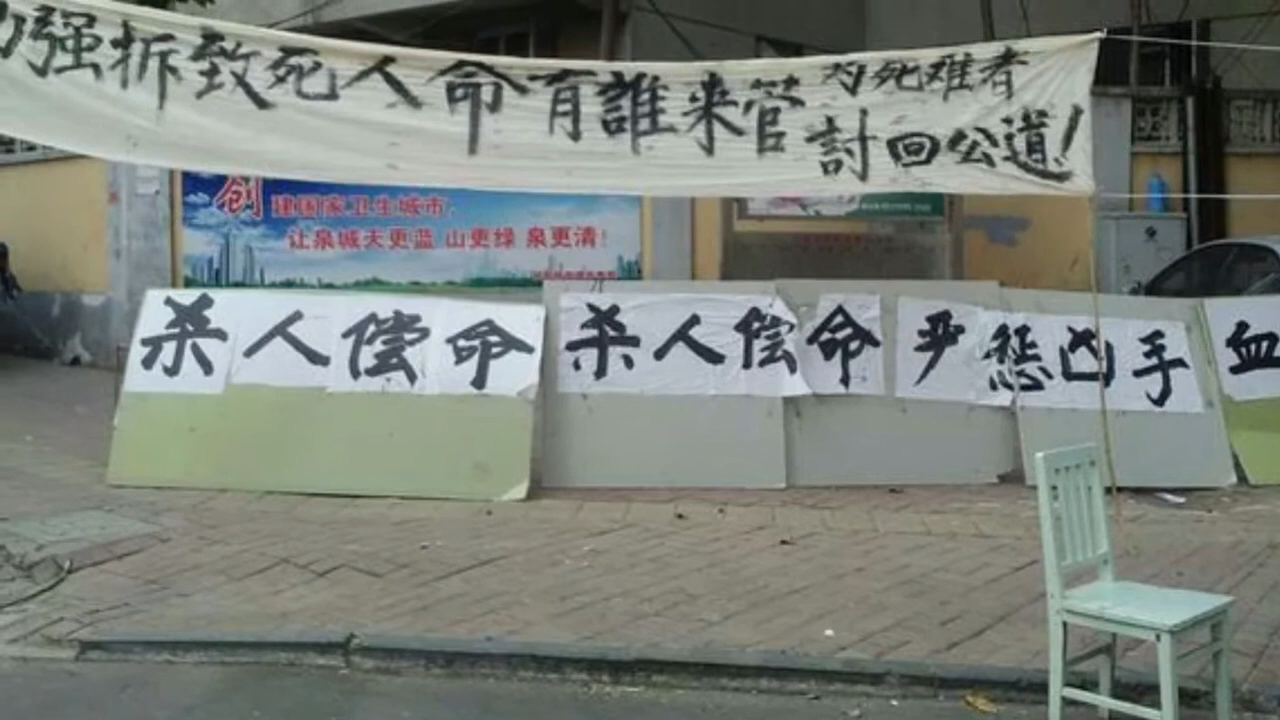 强拆致死人命有誰来管 为死难者
討回公道!
创建国家卫生城市
让泉城天更蓝 山更绿 泉更清!
杀人偿命 杀人偿命 严惩凶手 血